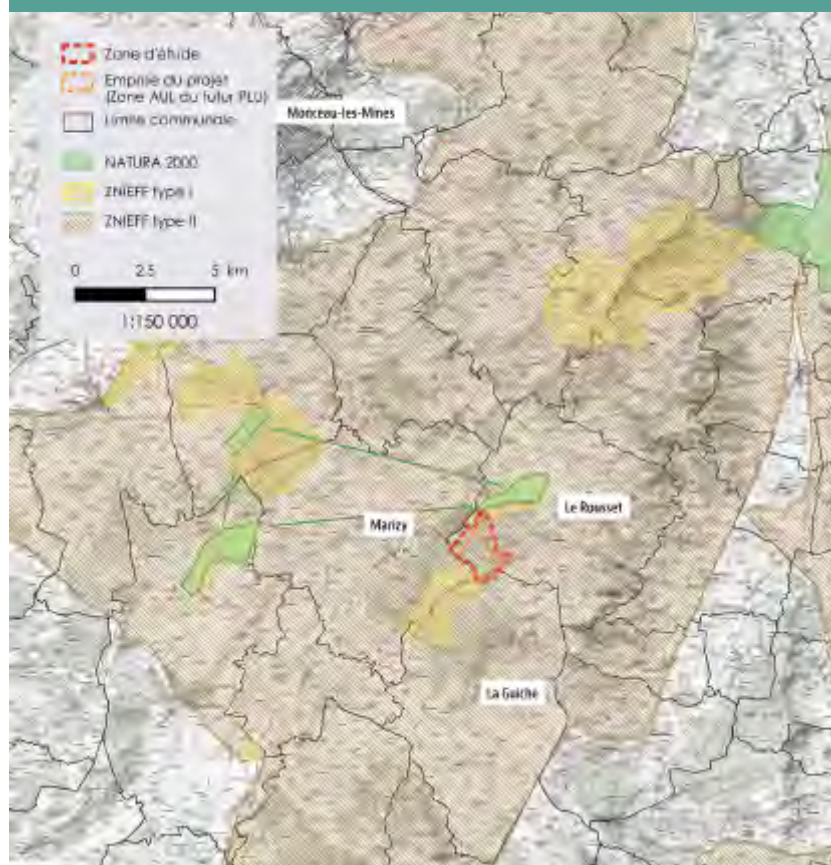 Zone d'étude
Emprise du projet
(Zone AUL du futur PLU)
Limite communale
Monceau-les-Mines
NATURA 2000
ZNIEFF type I
ZNIEFF type II
0 2.5 5 km
1:150 000
Le Rousset
Marizy
La Guiche